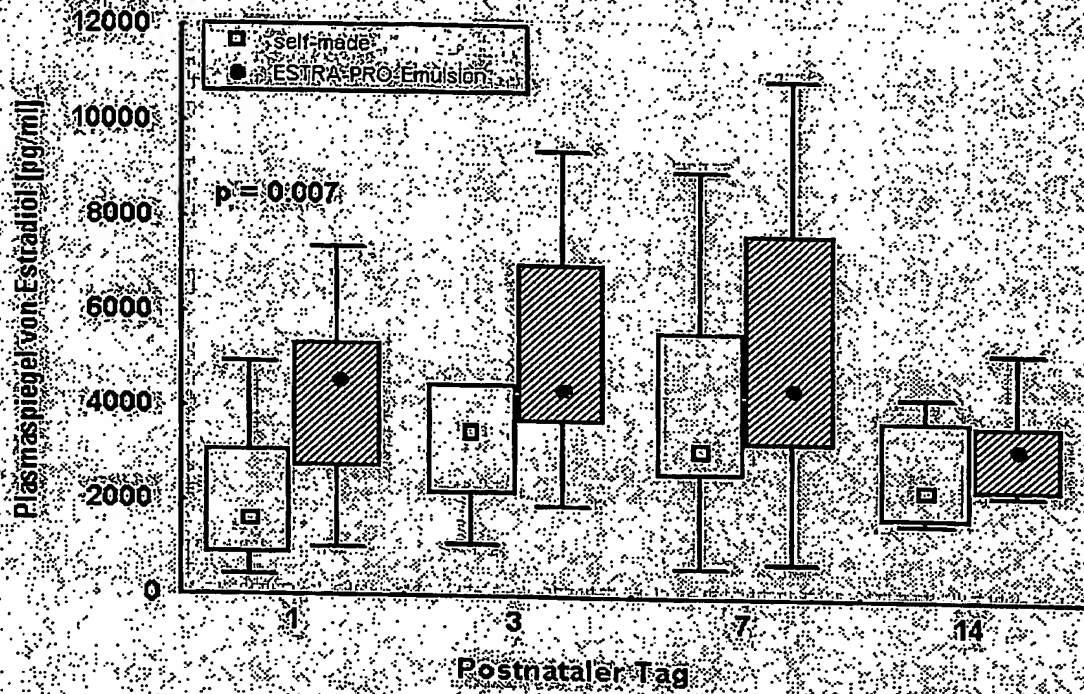 Plasmaspiegel von Estradiol [pg/ml]
12000
10000
8000
6000
4000
2000
0
self-made
ESTRA-PRO-Emulsion
p = 0.007
1
3
7
14
Postnataler Tag